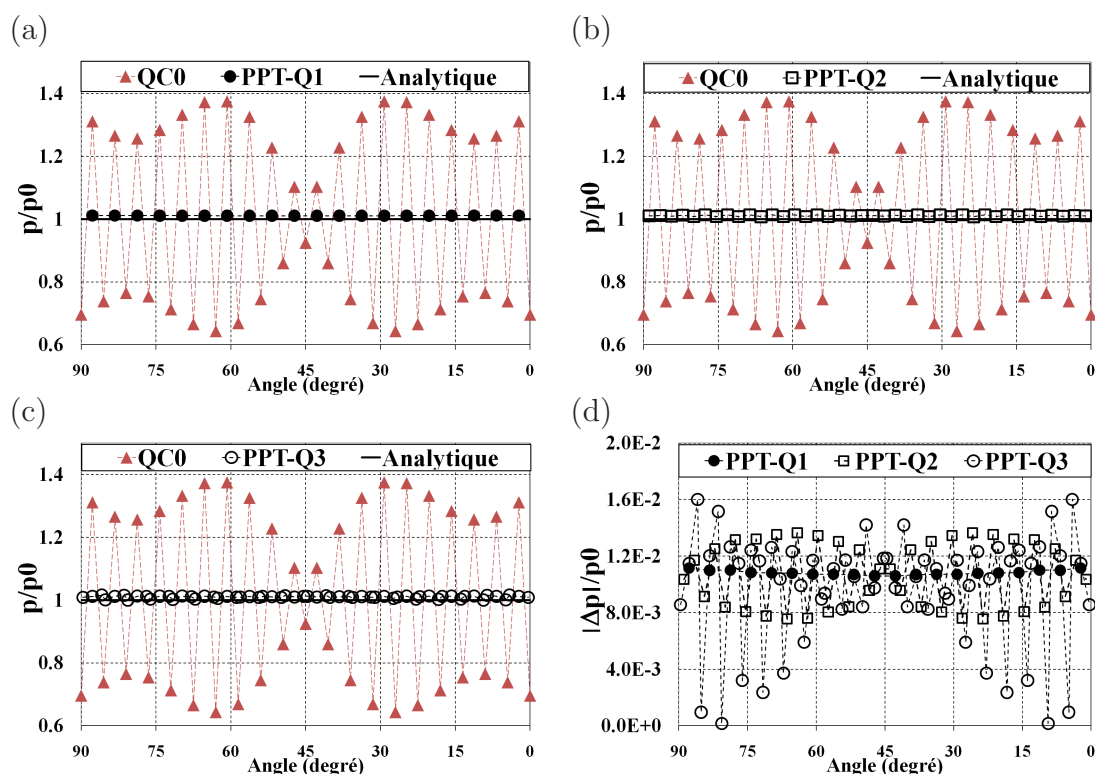 (a)
QC0 PPT-Q1 Analytique
1.4
1.2
1
0.8
0.6
p/p0
90 75 60 45 30 15 0
Angle (degré)
(b)
QC0 PPT-Q2 Analytique
1.4
1.2
1
0.8
0.6
p/p0
90 75 60 45 30 15 0
Angle (degré)
(c)
QC0 PPT-Q3 Analytique
1.4
1.2
1
0.8
0.6
p/p0
90 75 60 45 30 15 0
Angle (degré)
(d)
2.0E-2
PPT-Q1 PPT-Q2 PPT-Q3
1.6E-2
1.2E-2
8.0E-3
4.0E-3
0.0E+0
|Δp|/p0
90 75 60 45 30 15 0
Angle (degré)